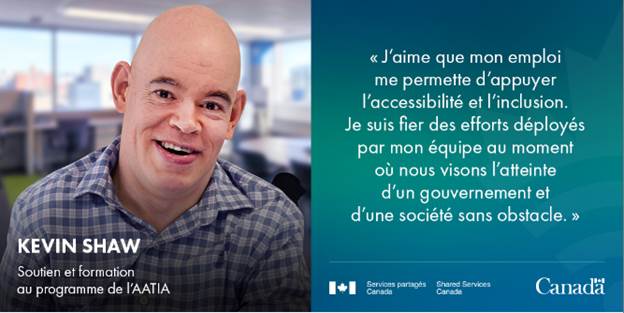 « J'aime que mon emploi
me permette d'appuyer
l'accessibilité et l'inclusion.
Je suis fier des efforts déployés
par mon équipe au moment
où nous visons l'atteinte
d'un gouvernement et
d'une société sans obstacle. »
KEVIN SHAW
Soutien et formation
au programme de l'AATIA
Services partagés
Canada
Shared Services
Canada
Canada